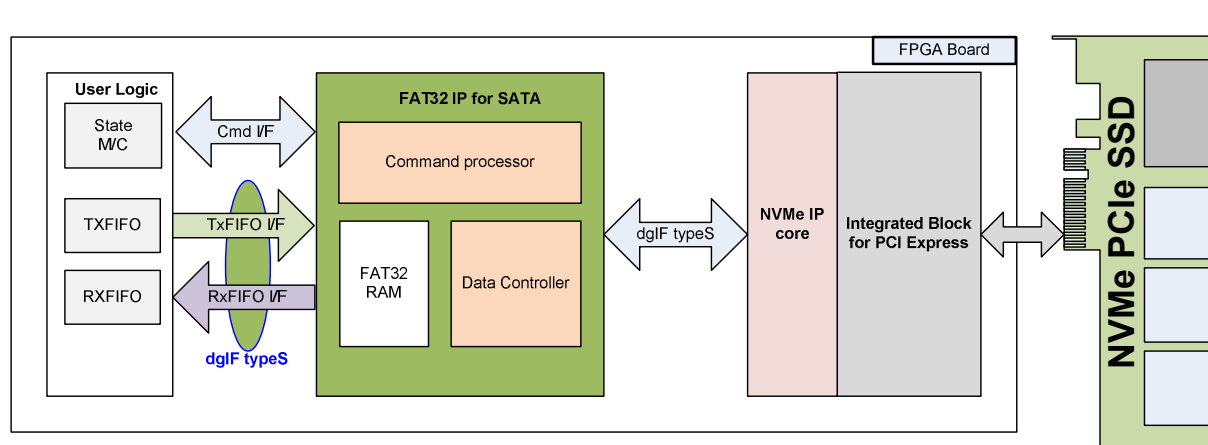 FPGA Board
User Logic
State
M/C
TXFIFO
RXFIFO
Cmd I/F
TxFIFO I/F
RxFIFO I/F
dgIF typeS
FAT32 IP for SATA
Command processor
FAT32
RAM
Data Controller
dgIF typeS
NVMe IP
core
Integrated Block
for PCI Express
NVMe PCIe SSD